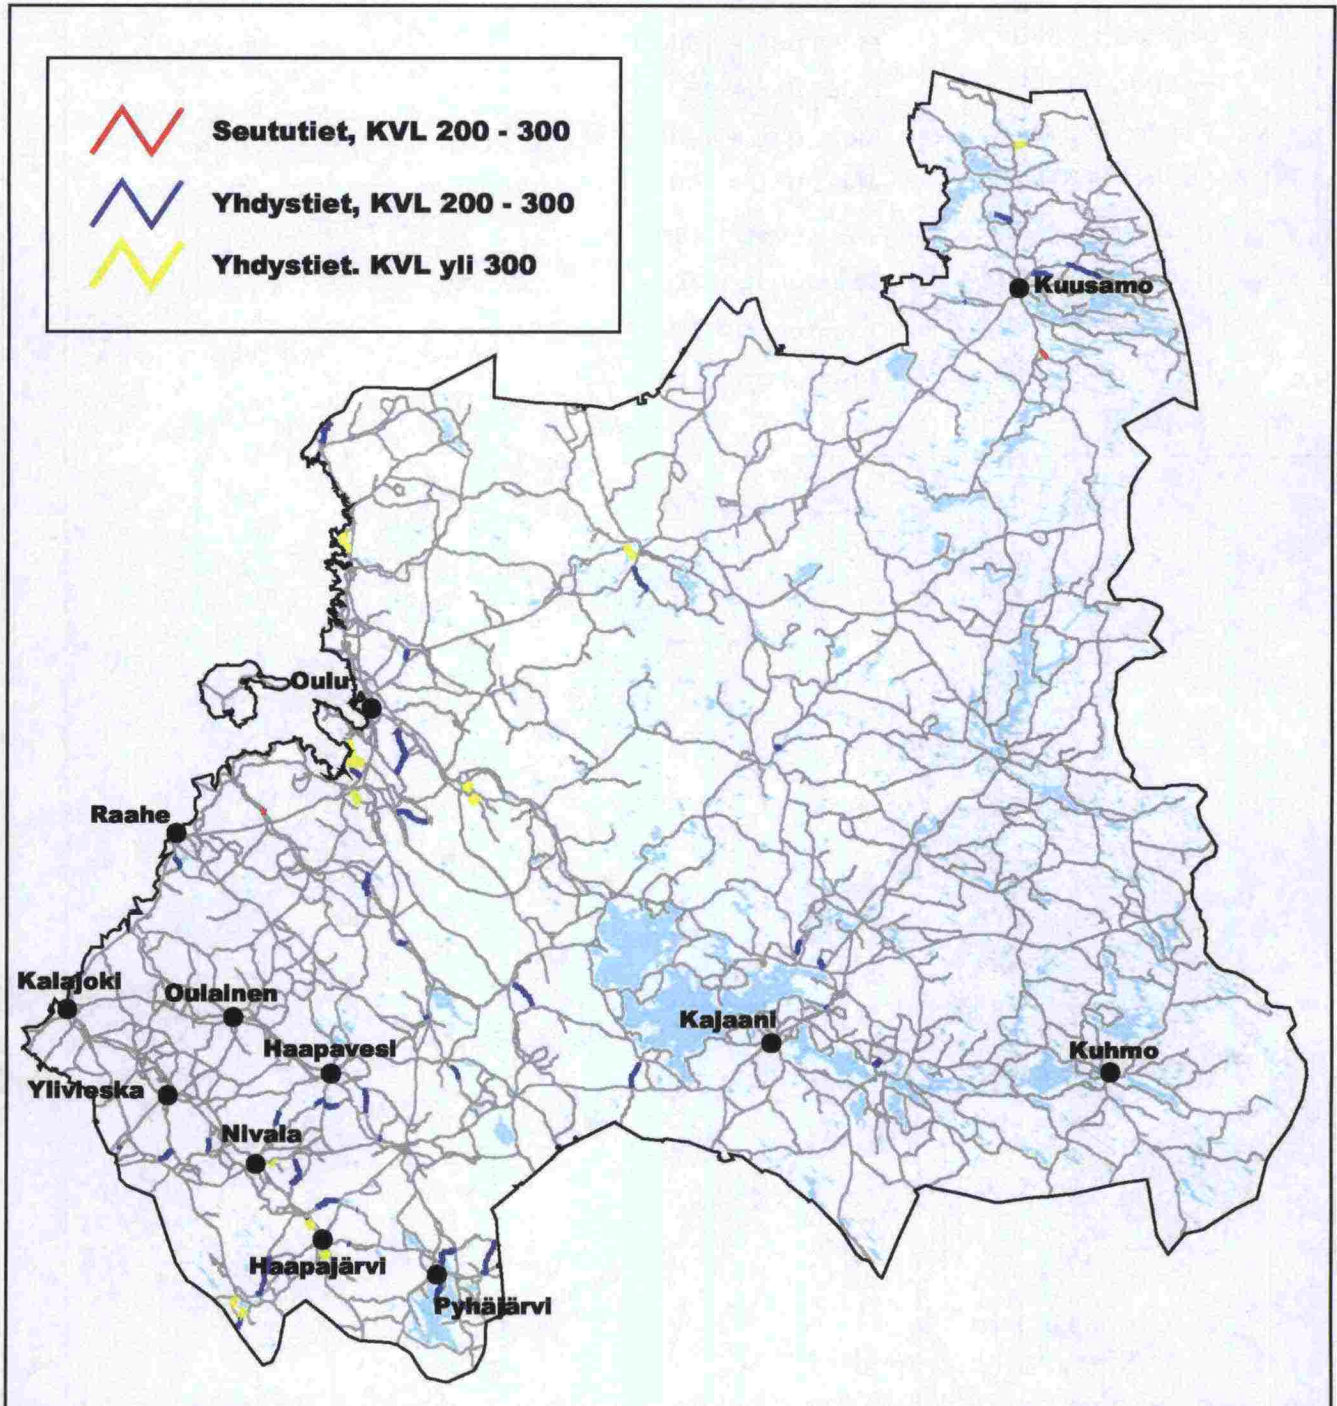 Seututiet, KVL 200 - 300
Yhdystiet, KVL 200 - 300
Yhdystiet. KVL yli 300
Kuusamo
Oulu
Raahe
Kalajoki
Oulainen
Kajaani
Haapavesi
Kuhmo
Ylivieska
Nivala
Haapajärvi
Pyhäjärvi